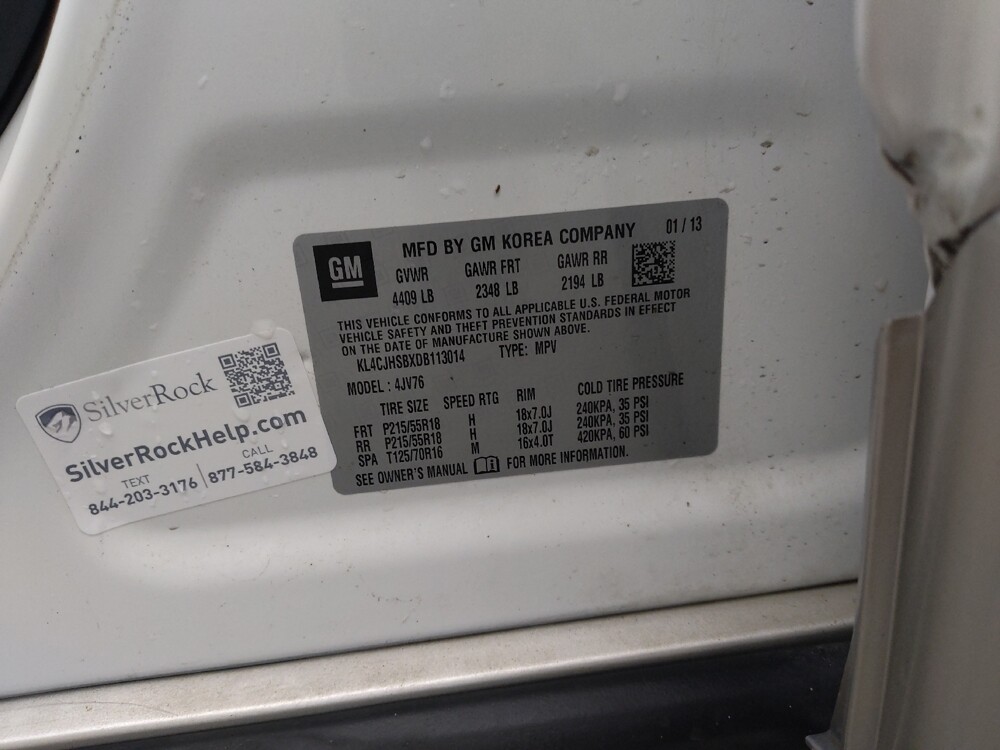 GM
MFD BY GM KOREA COMPANY 01 / 13
GVWR GAWR FRT GAWR RR
4409 LB 2348 LB 2194 LB
THIS VEHICLE CONFORMS TO ALL APPLICABLE U.S. FEDERAL MOTOR
VEHICLE SAFETY AND THEFT PREVENTION STANDARDS IN EFFECT
ON THE DATE OF MANUFACTURE SHOWN ABOVE.
KL4CJHSBXDB113014 TYPE: MPV
MODEL : 4JV76
TIRE SIZE SPEED RTG RIM COLD TIRE PRESSURE
FRT P215/55R18 H 18x7.0J 240KPA, 35 PSI
RR P215/55R18 H 18x7.0J 240KPA, 35 PSI
SPA T125/70R16 M 16x4.0T 420KPA, 60 PSI
SEE OWNER'S MANUAL FOR MORE INFORMATION.
SilverRock
SilverRockHelp.com
TEXT CALL
844-203-3176 877-584-3848